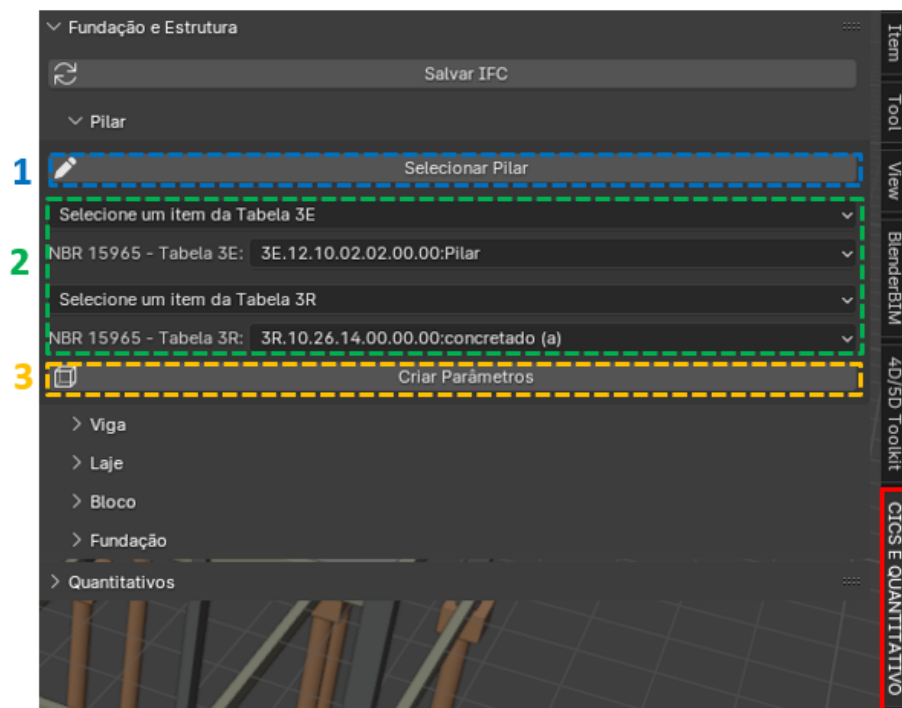 Fundação e Estrutura
Salvar IFC
Pilar
1
Selecionar Pilar
2
Selecione um item da Tabela 3E
NBR 15965 - Tabela 3E: 3E.12.10.02.02.00.00:Pilar
Selecione um item da Tabela 3R
NBR 15965 - Tabela 3R: 3R.10.26.14.00.00.00:concretado (a)
3
Criar Parâmetros
Viga
Laje
Bloco
Fundação
Quantitativos
Item
Tool
View
BlenderBIM
4D/5D Toolkit
CICS E QUANTITATIVO